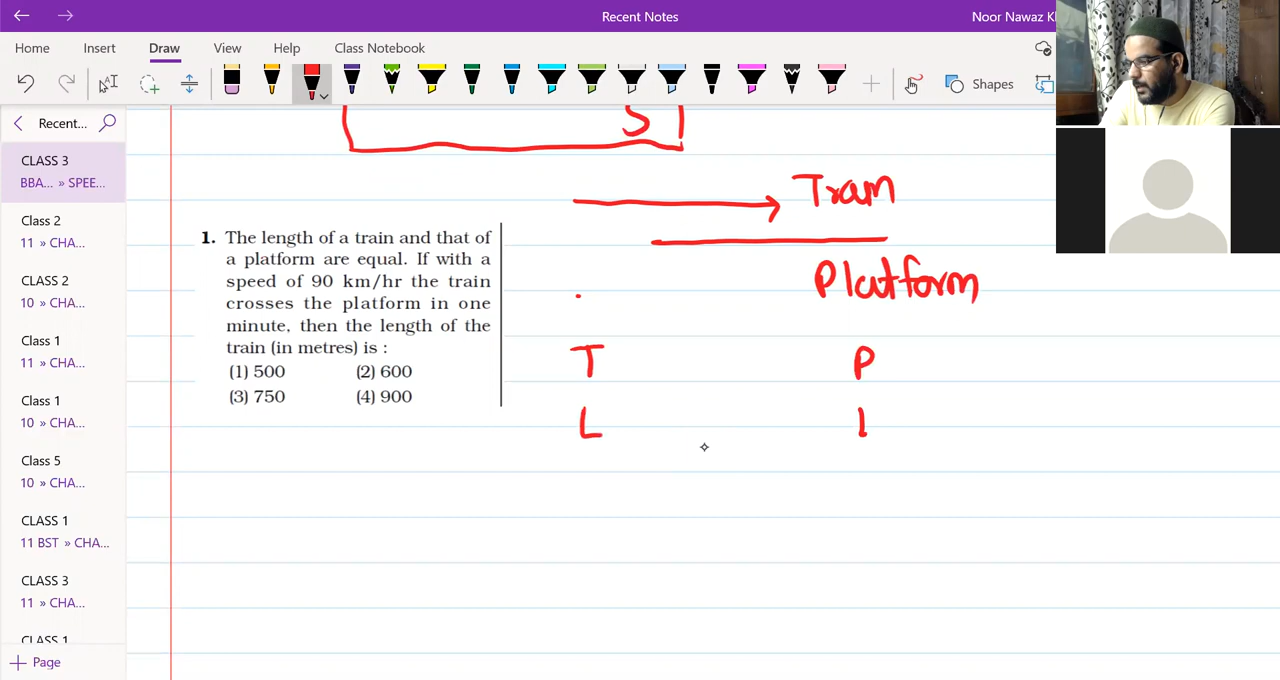 Recent Notes
Noor Nawaz Kh
Home Insert Draw View Help Class Notebook
Shapes
Recent...
CLASS 3
BBA... » SPEE...
Class 2
11 » CHA...
CLASS 2
10 » CHA...
Class 1
11 » CHA...
Class 1
10 » CHA...
Class 5
10 » CHA...
CLASS 1
11 BST » CHA...
CLASS 3
11 » CHA...
CLASS 1
Page
S
Train
Platform
1. The length of a train and that of
a platform are equal. If with a
speed of 90 km/hr the train
crosses the platform in one
minute, then the length of the
train (in metres) is :
(1) 500 (2) 600
(3) 750 (4) 900
T P
L l